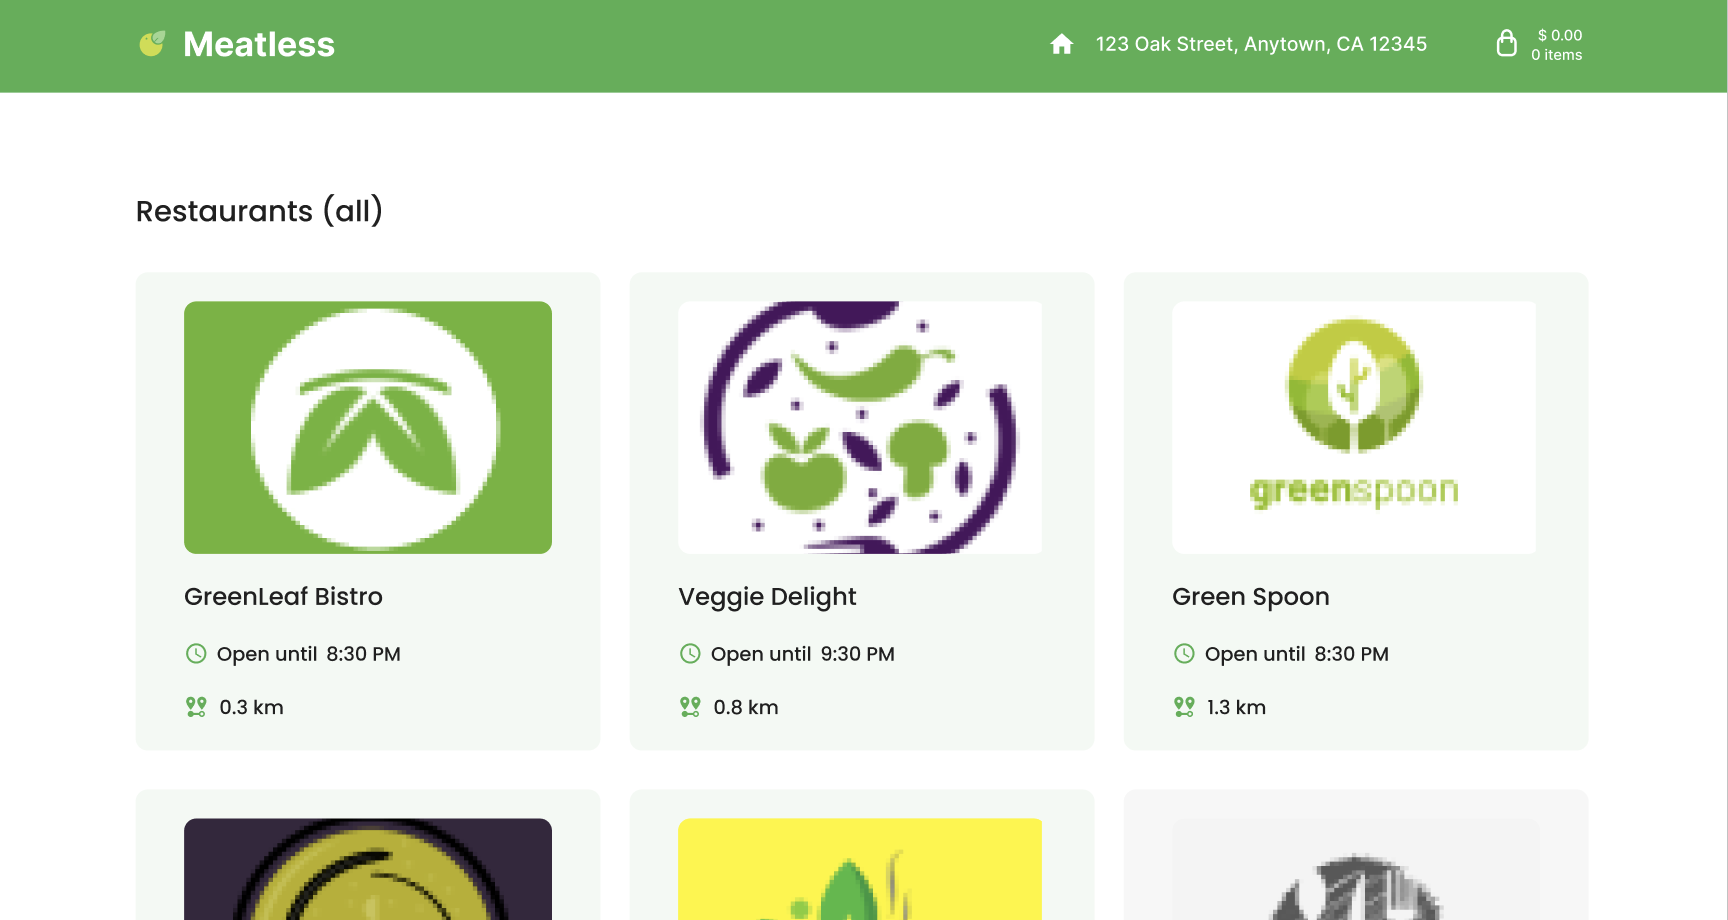 Meatless
123 Oak Street, Anytown, CA 12345
$ 0.00
0 items
Restaurants (all)
greenspoon
GreenLeaf Bistro
Open until 8:30 PM
0.3 km
Veggie Delight
Open until 9:30 PM
0.8 km
Green Spoon
Open until 8:30 PM
1.3 km